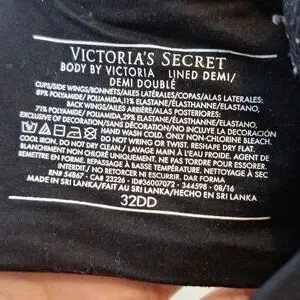 VICTORIA'S SECRET
BODY BY VICTORIA LINED DEMI/
DEMI DOUBLÉ
CUPS/SIDE WINGS/BONNETS/AILES LATÉRALES/COPAS/ALAS LATERALES:
89% POLYAMIDE/POLIAMIDA,11% ELASTANE/ÉLASTHANNE/ELASTANO,
BACK WINGS/AILES ARRIÈRE/ALAS POSTERIORES:
71% POLYAMIDE/POLIAMIDA, 29% ELASTANE/ÉLASTHANNE/ELASTANO
EXCLUSIVE OF DECORATION/SANS DÉCORATION/NO INCLUYE LA DECORACIÓN
HAND WASH COLD. ONLY NON-CHLORINE BLEACH.
DO NOT WRING OR TWIST. RESHAPE DRY FLAT
COOL IRON. DO NOT DRY CLEAN / LAVAGE MAIN À L'EAU FROIDE. AGENT DE
BLANCHIMENT NON CHLORÉ UNIQUEMENT. NE PAS TORDRE POUR ESSORER.
REMETTRE EN FORME. REPASSAGE À BASSE TEMPÉRATURE. NETTOYAGE À SEC
INTERDIT./ NO RETORCER NI ESCURRIR. DAR FORMA
RN# 54867 - CA# 23226 - ID#36007072 - 344598 - 08/16
MADE IN SRI LANKA/FAIT AU SRI LANKA/HECHO EN SRI LANKA
32DD